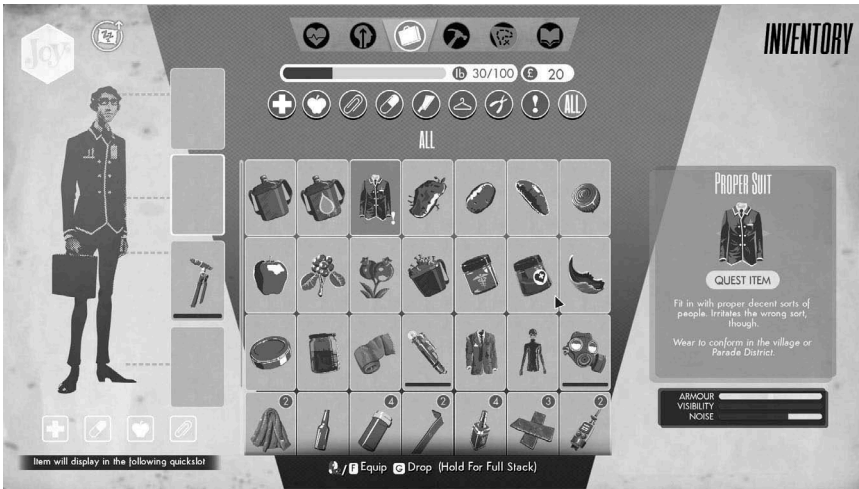 Joy
INVENTORY
lb 30/100 £ 20
ALL
ALL
PROPER SUIT
QUEST ITEM
Fit in with proper decent sorts of
people. Irritates the wrong sort,
though.
Wear to conform in the village or
Parade District.
ARMOUR
VISIBILITY
NOISE
2 4 2 4 3 2
Item will display in the following quickslot
/ F Equip G Drop (Hold For Full Stack)